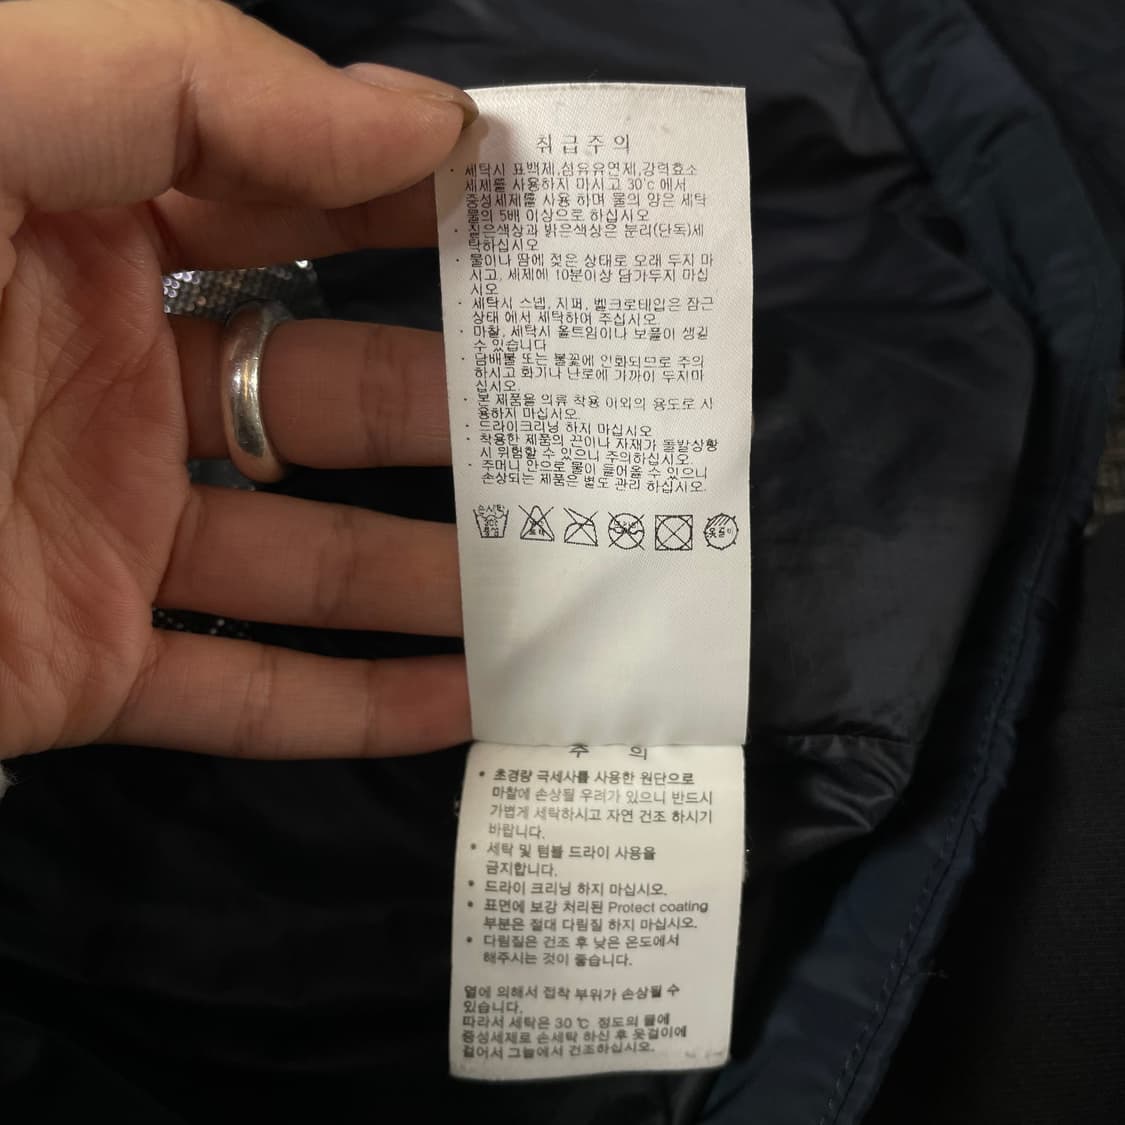 취급주의
· 세탁시 표백제,섬유유연제,강력효소
세제를 사용하지 마시고 30℃에서
중성세제를 사용 하며 물의 양은 세탁
물의 5배 이상으로 하십시오
· 짙은색상과 밝은색상은 분리(단독)세
탁하십시오
· 물이나 땀에 젖은 상태로 오래 두지 마
시고, 세제에 10분이상 담가두지 마십
시오
· 세탁시 스냅, 지퍼, 벨크로테입은 잠근
상태 에서 세탁하여 주십시오.
· 마찰, 세탁시 올트임이나 보풀이 생길
수 있습니다
· 담배불 또는 불꽃에 인화되므로 주의
하시고 화기나 난로에 가까이 두지마
십시오.
· 본 제품을 의류 착용 이외의 용도로 사
용하지 마십시오.
· 드라이크리닝 하지 마십시오
· 착용한 제품의 끈이나 자재가 돌발상황
시 위험할 수 있으니 주의하십시오.
· 주머니 안으로 물이 들어올 수 있으니
손상되는 제품은 별도 관리 하십시오.
손세탁
30℃
중성
옷걸이
주 의
• 초경량 극세사를 사용한 원단으로
마찰에 손상될 우려가 있으니 반드시
가볍게 세탁하시고 자연 건조 하시기
바랍니다.
• 세탁 및 텀블 드라이 사용을
금지합니다.
• 드라이 크리닝 하지 마십시오.
• 표면에 보강 처리된 Protect coating
부분은 절대 다림질 하지 마십시오.
• 다림질은 건조 후 낮은 온도에서
해주시는 것이 좋습니다.
열에 의해서 접착 부위가 손상될 수
있습니다.
따라서 세탁은 30℃ 정도의 물에
중성세제로 손세탁 하신 후 옷걸이에
걸어서 그늘에서 건조하십시오.